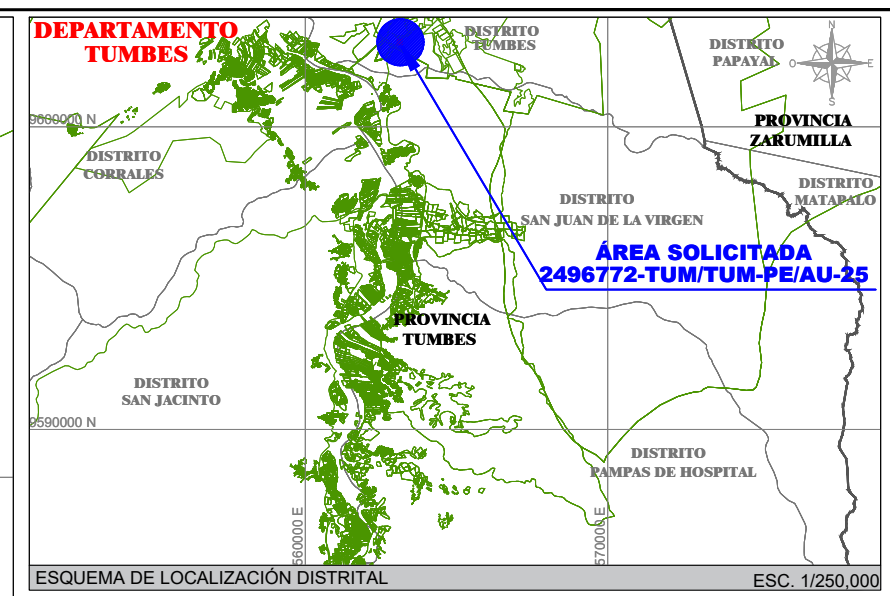 DEPARTAMENTO
TUMBES
DISTRITO
TUMBES
DISTRITO
PAPAYAL
N
O
E
S
9600000 N
PROVINCIA
ZARUMILLA
DISTRITO
CORRALES
DISTRITO
MATAPALO
DISTRITO
SAN JUAN DE LA VIRGEN
ÁREA SOLICITADA
2496772-TUM/TUM-PE/AU-25
PROVINCIA
TUMBES
DISTRITO
SAN JACINTO
9590000 N
DISTRITO
PAMPAS DE HOSPITAL
560000 E
570000 E
ESQUEMA DE LOCALIZACIÓN DISTRITAL
ESC. 1/250,000